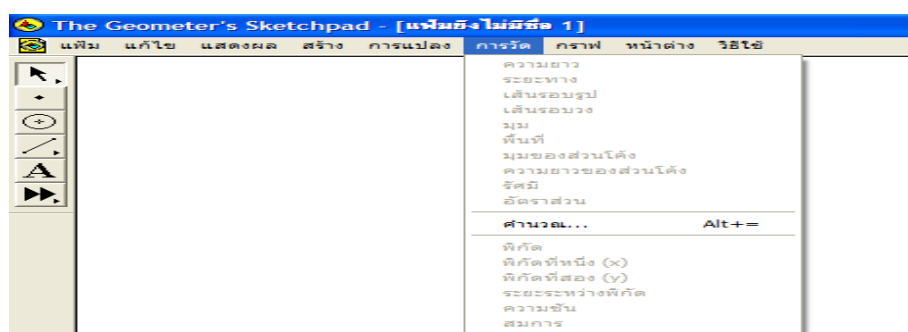 The Geometer's Sketchpad - [แฟ้มยังไม่มีชื่อ 1]
แฟ้ม แก้ไข แสดงผล สร้าง การแปลง การวัด กราฟ หน้าต่าง วิธีใช้
ความยาว
ระยะทาง
เส้นรอบรูป
เส้นรอบวง
มุม
พื้นที่
มุมของส่วนโค้ง
ความยาวของส่วนโค้ง
รัศมี
อัตราส่วน
คำนวณ... Alt+=
พิกัด
พิกัดที่หนึ่ง (x)
พิกัดที่สอง (y)
ระยะระหว่างพิกัด
ความชัน
สมการ
A